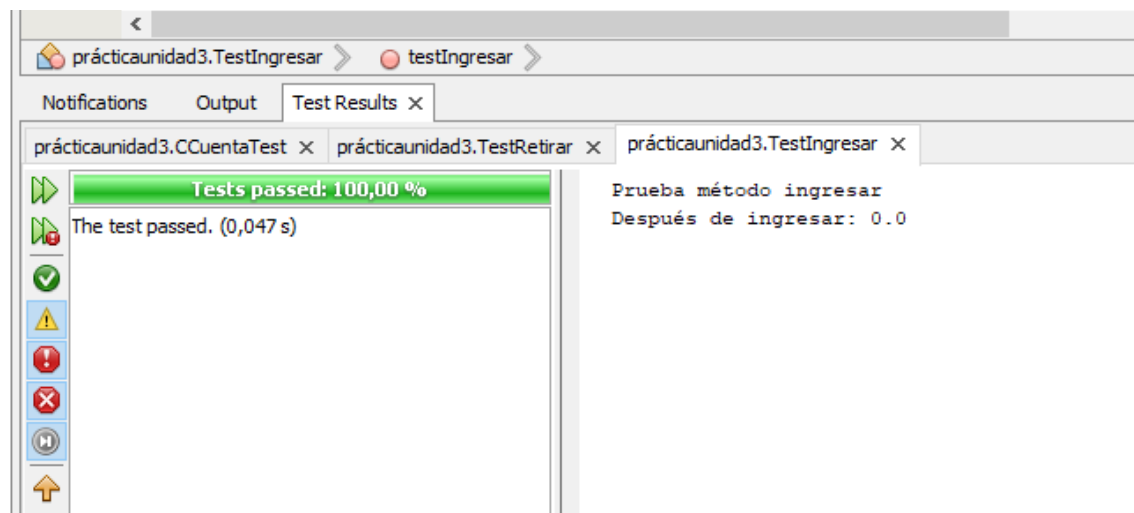 prácticaunidad3.TestIngresar testIngresar
Notifications Output Test Results
prácticaunidad3.CCuentaTest prácticaunidad3.TestRetirar prácticaunidad3.TestIngresar
Tests passed: 100,00 %
The test passed. (0,047 s)
Prueba método ingresar
Después de ingresar: 0.0